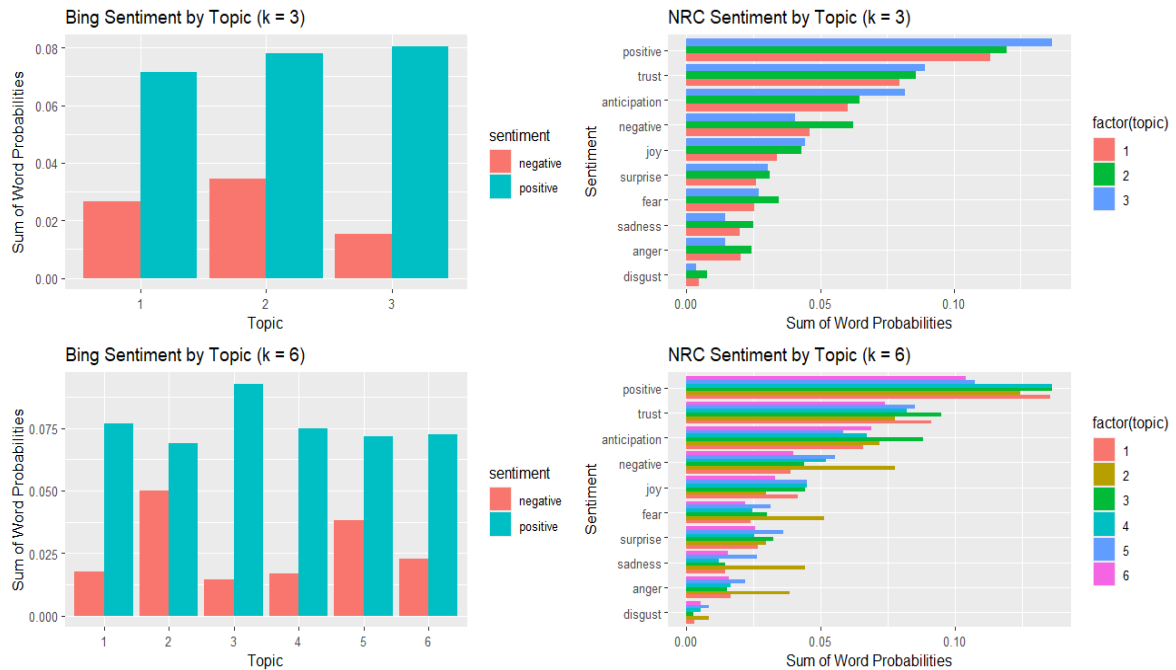 Bing Sentiment by Topic (k = 3)
Sum of Word Probabilities
0.08
0.06
0.04
0.02
0.00
1 2 3
Topic
sentiment
negative
positive
NRC Sentiment by Topic (k = 3)
Sentiment
positive
trust
anticipation
negative
joy
surprise
fear
sadness
anger
disgust
0.00 0.05 0.10
Sum of Word Probabilities
factor(topic)
1
2
3
Bing Sentiment by Topic (k = 6)
Sum of Word Probabilities
0.075
0.050
0.025
0.000
1 2 3 4 5 6
Topic
sentiment
negative
positive
NRC Sentiment by Topic (k = 6)
Sentiment
positive
trust
anticipation
negative
joy
fear
surprise
sadness
anger
disgust
0.00 0.05 0.10
Sum of Word Probabilities
factor(topic)
1
2
3
4
5
6